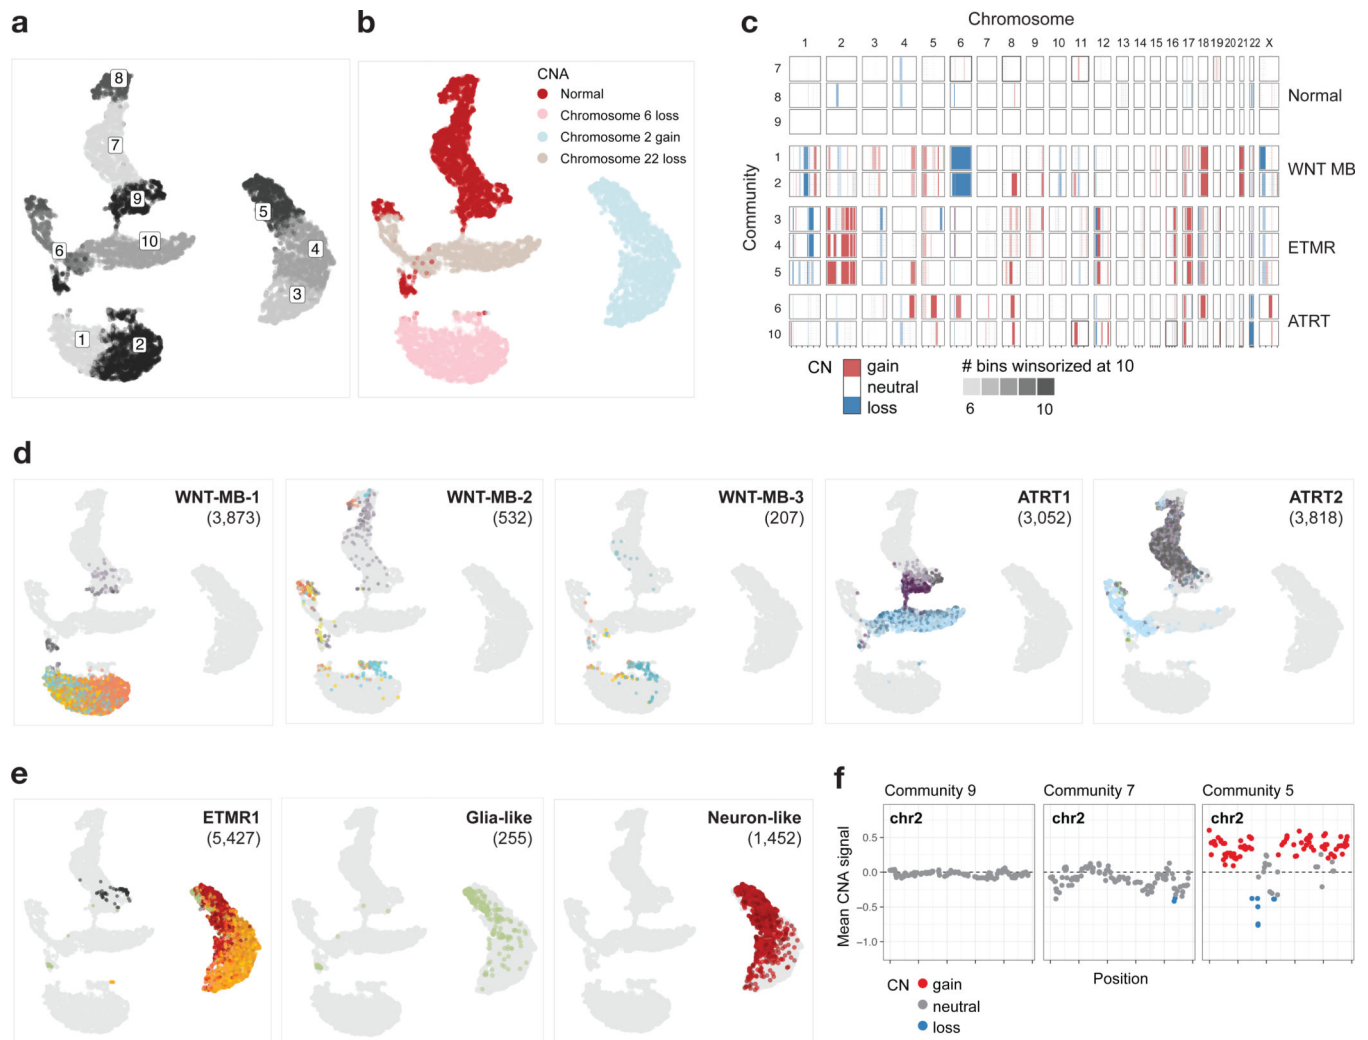 a
8
7
9
10
6
5
4
3
1
2
b
CNA
Normal
Chromosome 6 loss
Chromosome 2 gain
Chromosome 22 loss
c
Chromosome
1 2 3 4 5 6 7 8 9 10 11 12 13 14 15 16 17 18 19 20 21 22 X
Community
7
8
9
Normal
1
2
WNT MB
3
4
5
ETMR
6
10
ATRT
CN
gain
neutral
loss
# bins winsorized at 10
6 10
d
WNT-MB-1
(3,873)
WNT-MB-2
(532)
WNT-MB-3
(207)
ATRT1
(3,052)
ATRT2
(3,818)
e
ETMR1
(5,427)
Glia-like
(255)
Neuron-like
(1,452)
f
Community 9
Community 7
Community 5
chr2
chr2
chr2
Mean CNA signal
0.5
0.0
−0.5
−1.0
Position
CN
gain
neutral
loss